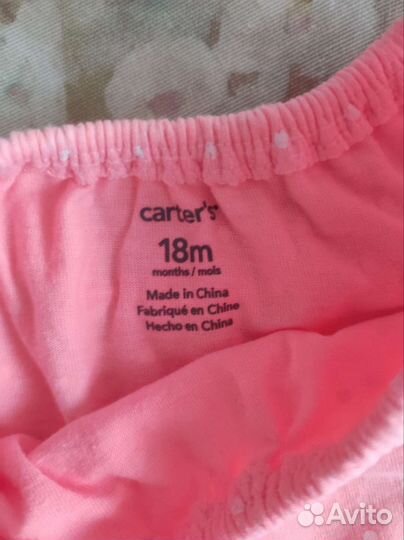 carter's
18m
months / mois
Made in China
Fabriqué en Chine
Hecho en China
Avito